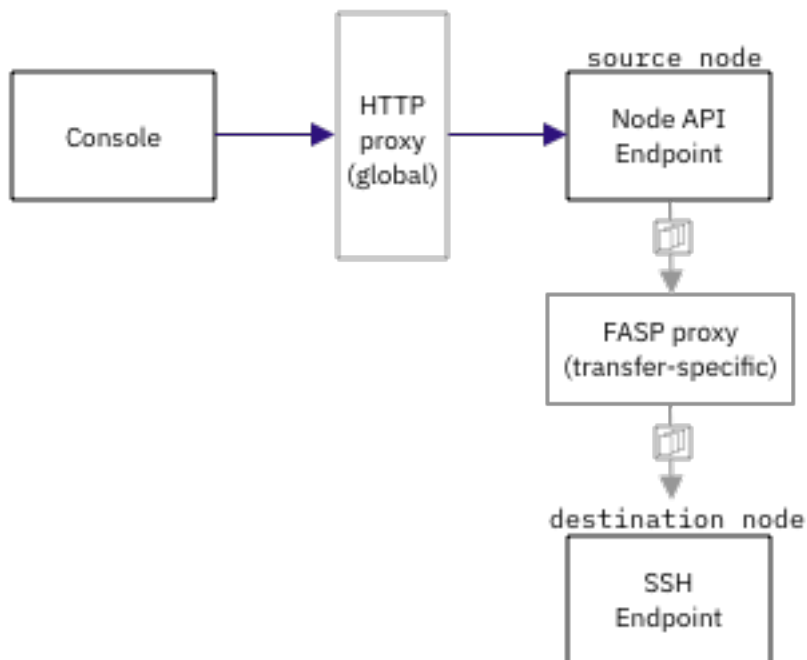 source node
Console
HTTP
proxy
(global)
Node API
Endpoint
FASP proxy
(transfer-specific)
destination node
SSH
Endpoint